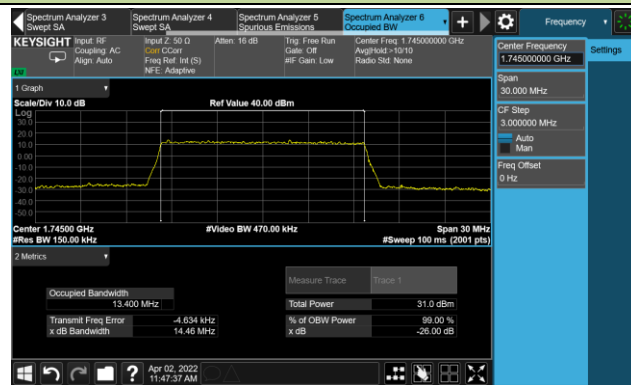 Spectrum Analyzer 3
Swept SA
Spectrum Analyzer 4
Swept SA
Spectrum Analyzer 5
Spurious Emissions
Spectrum Analyzer 6
Occupied BW
+
Frequency
KEYSIGHT
Input: RF
Coupling: AC
Align: Auto
Input Z: 50 Ω
Corr CCorr
Freq Ref: Int (S)
NFE: Adaptive
Atten: 16 dB
Trig: Free Run
Gate: Off
#IF Gain: Low
Center Freq: 1.745000000 GHz
Avg|Hold:>10/10
Radio Std: None
Center Frequency
1.745000000 GHz
Settings
Span
30.000 MHz
CF Step
3.000000 MHz
Auto
Man
Freq Offset
0 Hz
1 Graph
Scale/Div 10.0 dB
Ref Value 40.00 dBm
Log
30.0
20.0
10.0
0.00
-10.0
-20.0
-30.0
-40.0
-50.0
Center 1.74500 GHz
#Video BW 470.00 kHz
Span 30 MHz
#Res BW 150.00 kHz
#Sweep 100 ms (2001 pts)
2 Metrics
Measure Trace
Trace 1
Occupied Bandwidth
13.400 MHz
Total Power
31.0 dBm
Transmit Freq Error
-4.634 kHz
% of OBW Power
99.00 %
x dB Bandwidth
14.46 MHz
x dB
-26.00 dB
?
Apr 02, 2022
11:47:37 AM